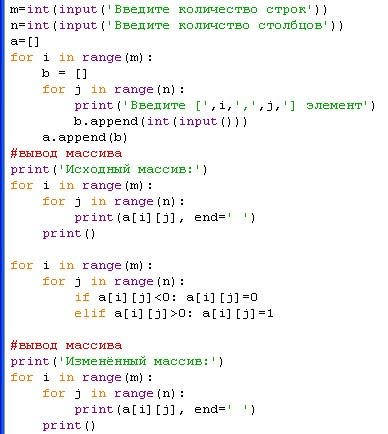 m=int(input('Введите количество строк'))
n=int(input('Введите количство столбцов'))
a=[]
for i in range(m):
    b = []
    for j in range(n):
        print('Введите [',i,',',j,'] элемент')
        b.append(int(input()))
    a.append(b)
#вывод массива
print('Исходный массив:')
for i in range(m):
    for j in range(n):
        print(a[i][j], end=' ')
    print()

for i in range(m):
    for j in range(n):
        if a[i][j]<0: a[i][j]=0
        elif a[i][j]>0: a[i][j]=1

#вывод массива
print('Изменённый массив:')
for i in range(m):
    for j in range(n):
        print(a[i][j], end=' ')
    print()